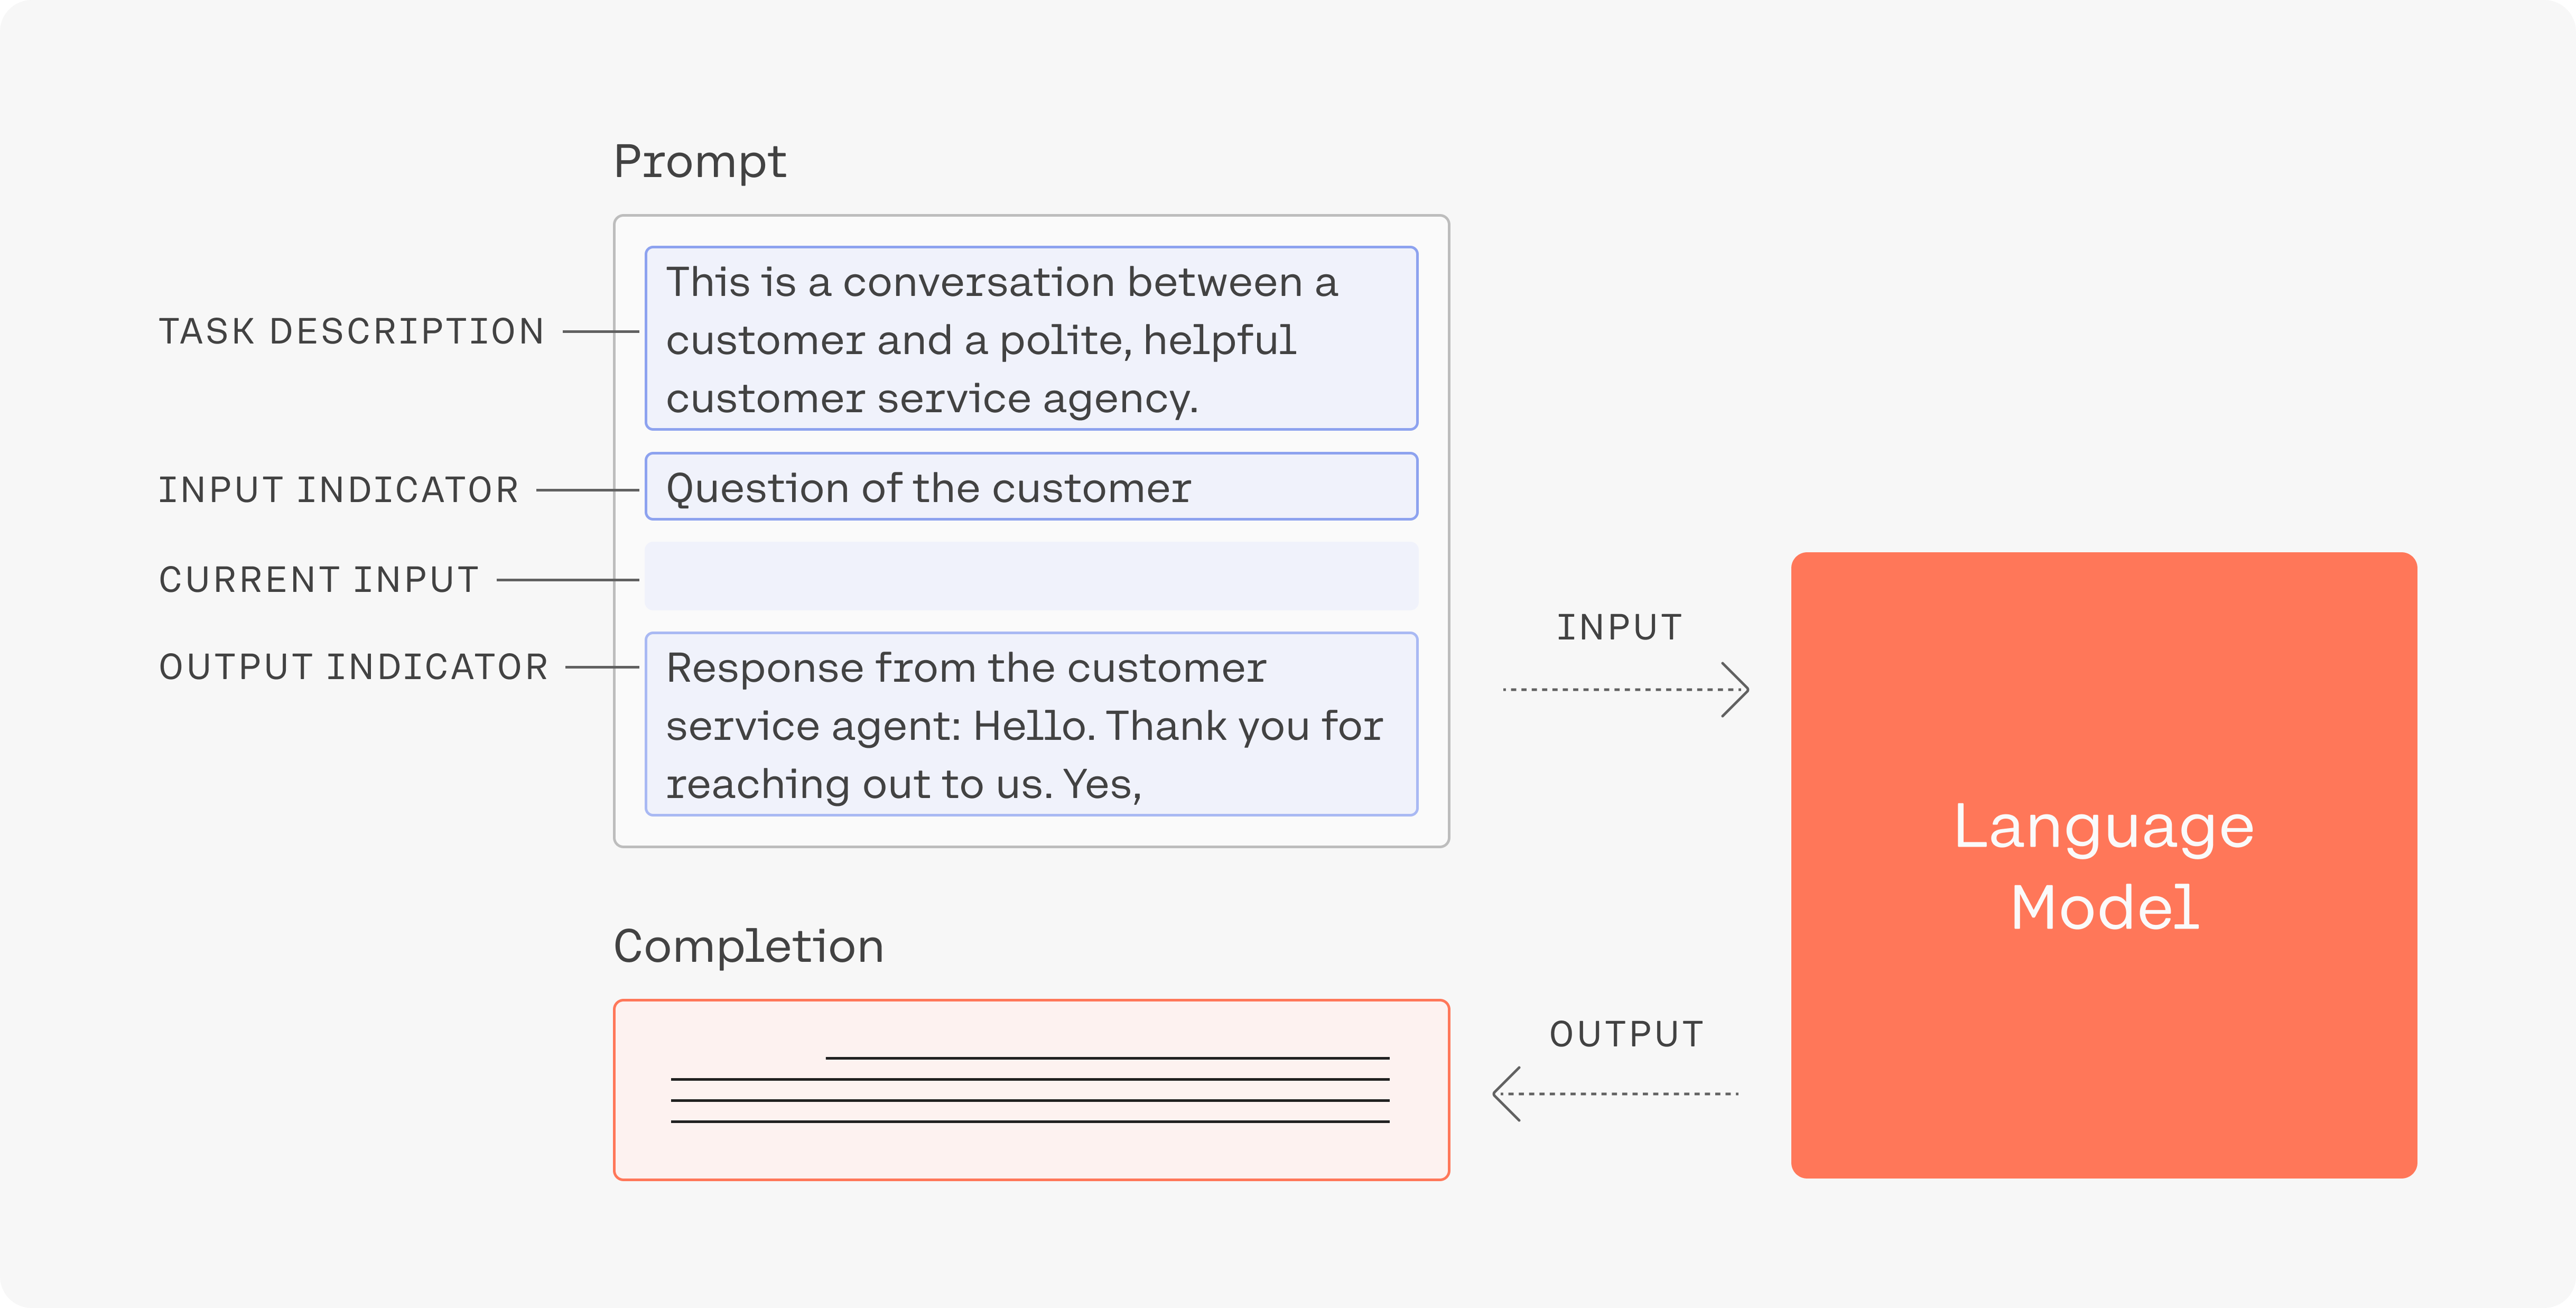 Prompt
TASK DESCRIPTION
This is a conversation between a
customer and a polite, helpful
customer service agency.
INPUT INDICATOR
Question of the customer
CURRENT INPUT
OUTPUT INDICATOR
Response from the customer
service agent: Hello. Thank you for
reaching out to us. Yes,
INPUT
Language
Model
Completion
OUTPUT